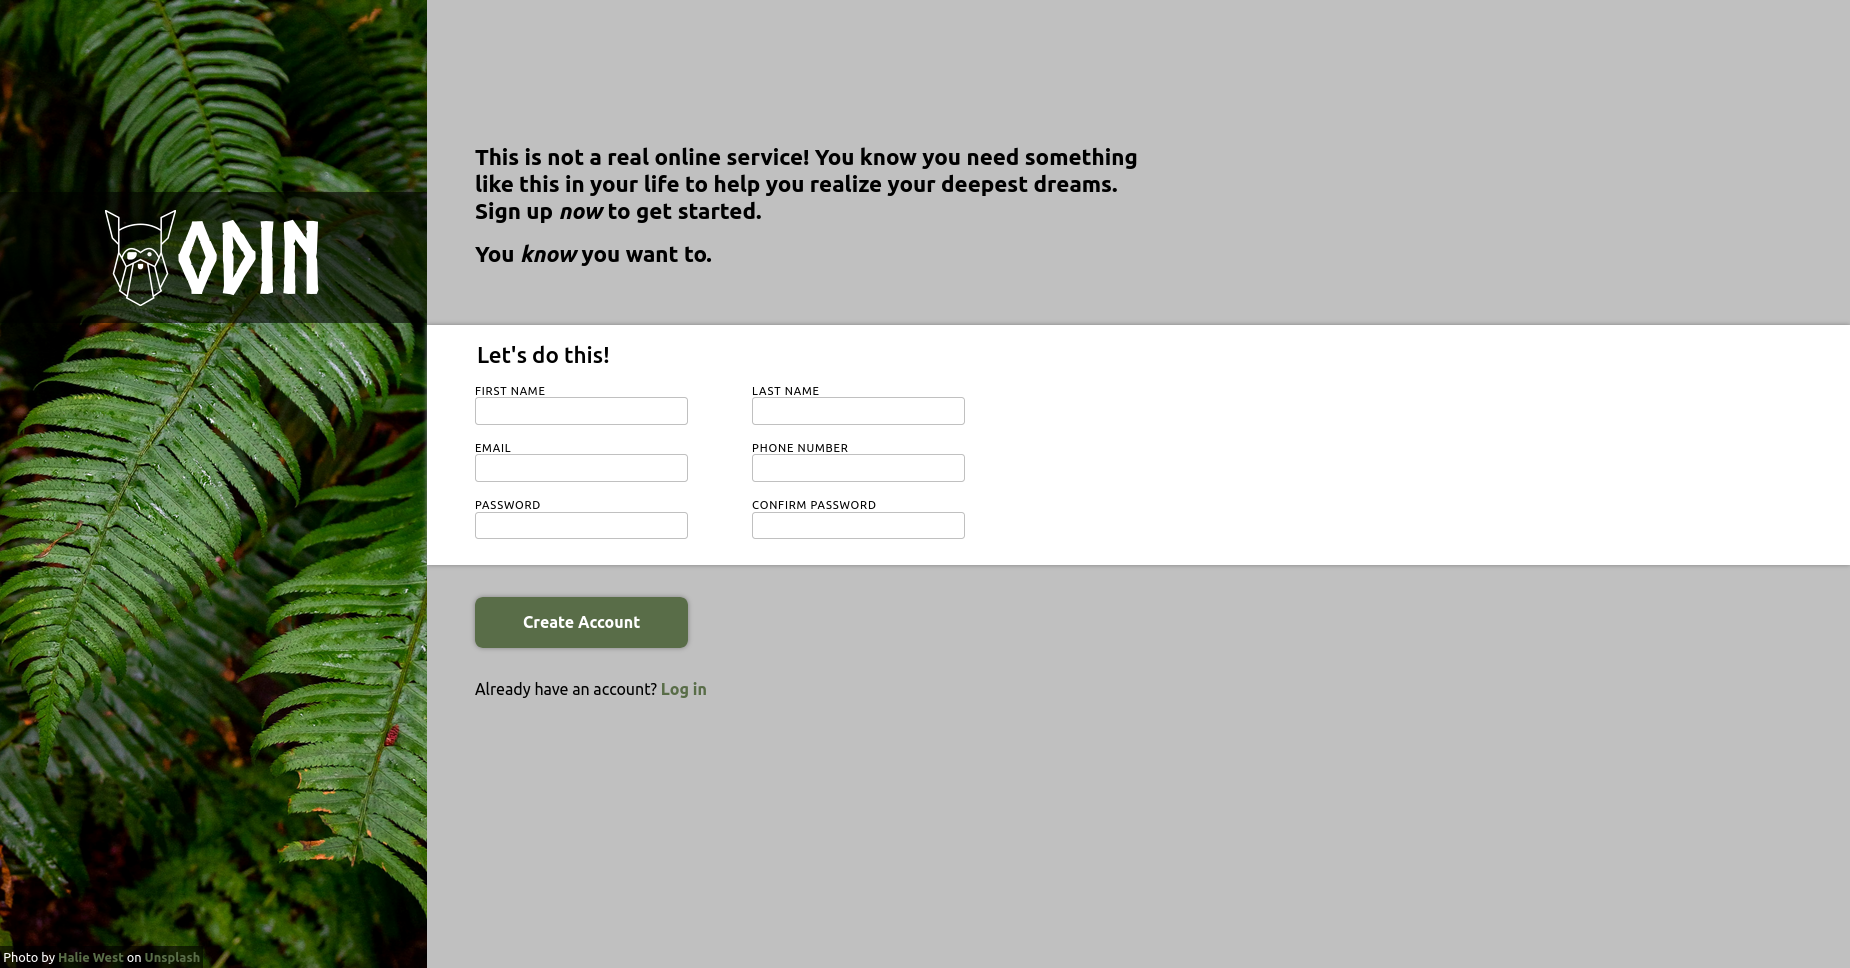 ODIN
This is not a real online service! You know you need something
like this in your life to help you realize your deepest dreams.
Sign up now to get started.
You know you want to.
Let's do this!
FIRST NAME
LAST NAME
EMAIL
PHONE NUMBER
PASSWORD
CONFIRM PASSWORD
Create Account
Already have an account? Log in
Photo by Halie West on Unsplash